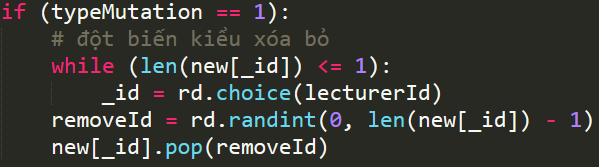 if (typeMutation == 1):
    # đột biến kiểu xóa bỏ
    while (len(new[_id]) <= 1):
        _id = rd.choice(lecturerId)
    removeId = rd.randint(0, len(new[_id]) - 1)
    new[_id].pop(removeId)